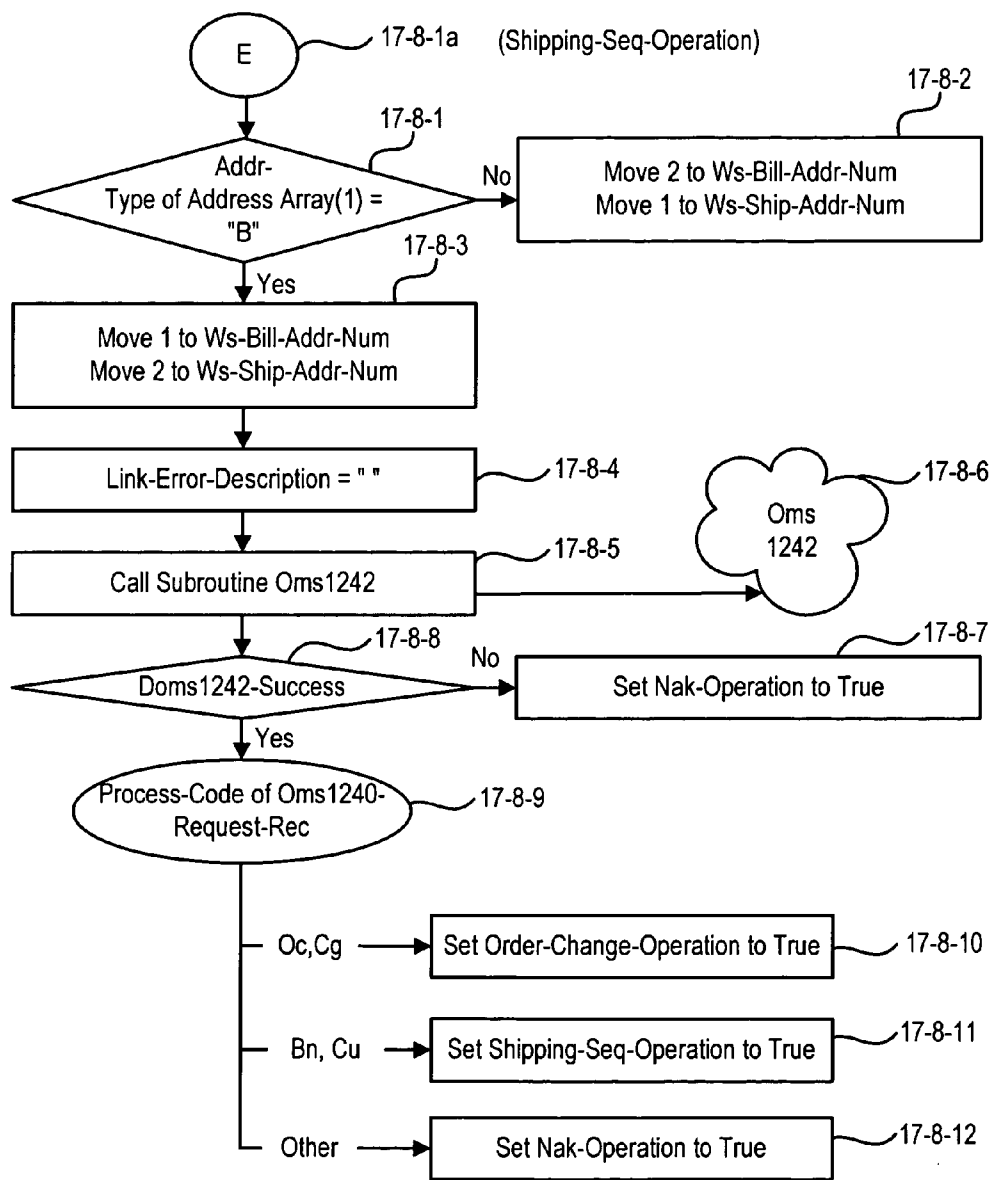 E
17-8-1a
(Shipping-Seq-Operation)
17-8-1
17-8-2
Addr-
Type of Address Array(1) =
"B"
No
Move 2 to Ws-Bill-Addr-Num
Move 1 to Ws-Ship-Addr-Num
Yes
17-8-3
Move 1 to Ws-Bill-Addr-Num
Move 2 to Ws-Ship-Addr-Num
Link-Error-Description = " "
17-8-4
17-8-6
Oms
1242
17-8-5
Call Subroutine Oms1242
17-8-8
17-8-7
Doms1242-Success
No
Set Nak-Operation to True
Yes
Process-Code of Oms1240-
Request-Rec
17-8-9
Oc,Cg
Set Order-Change-Operation to True
17-8-10
Bn, Cu
Set Shipping-Seq-Operation to True
17-8-11
Other
Set Nak-Operation to True
17-8-12